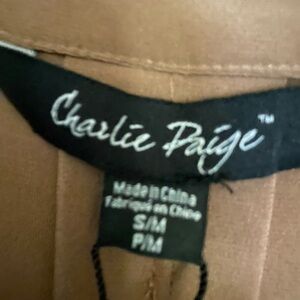 Charlie Paige™
Made in China
Fabriqué en Chine
S/M
P/M